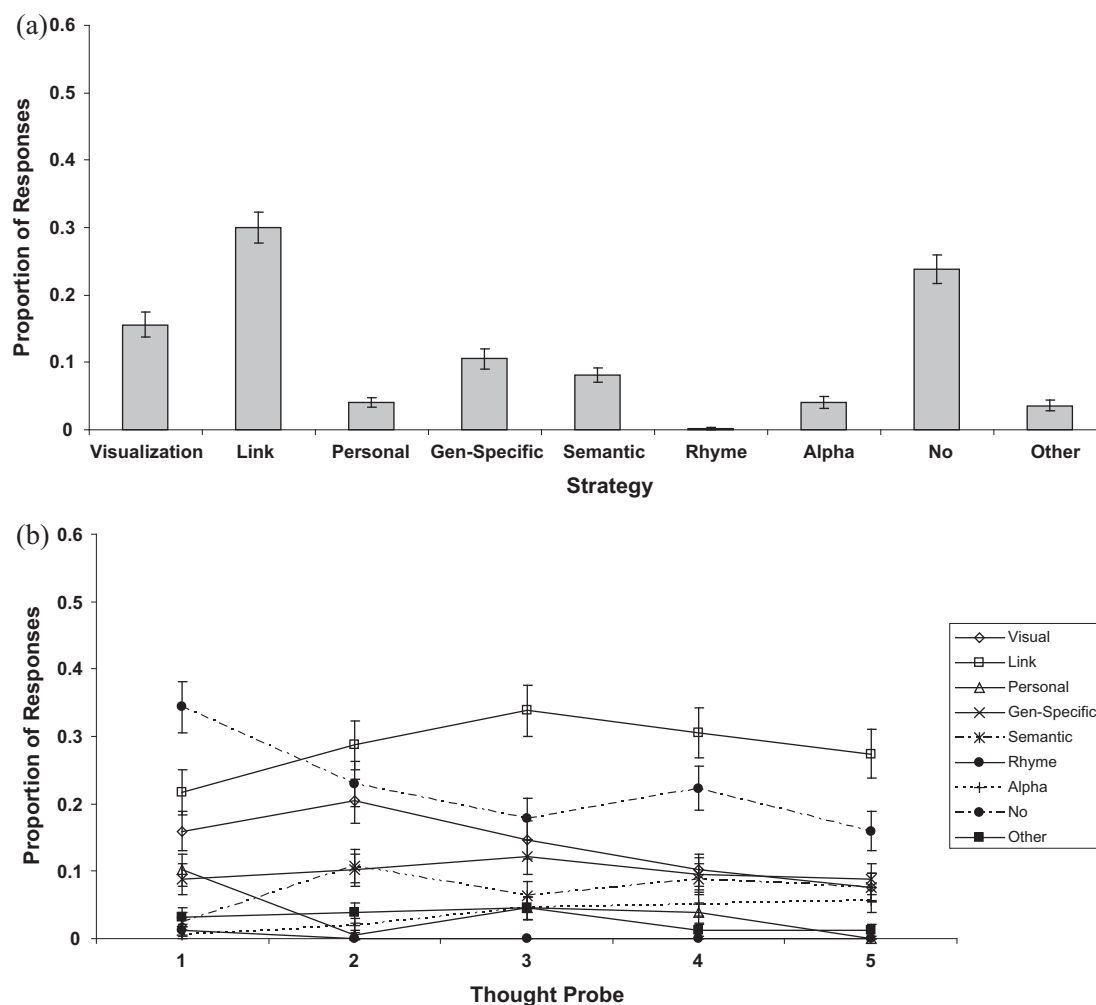 (a)
0.6
0.5
0.4
0.3
0.2
0.1
0
Proportion of Responses
Visualization Link Personal Gen-Specific Semantic Rhyme Alpha No Other
Strategy
(b)
0.6
0.5
0.4
0.3
0.2
0.1
0
Proportion of Responses
1 2 3 4 5
Thought Probe
Visual
Link
Personal
Gen-Specific
Semantic
Rhyme
Alpha
No
Other